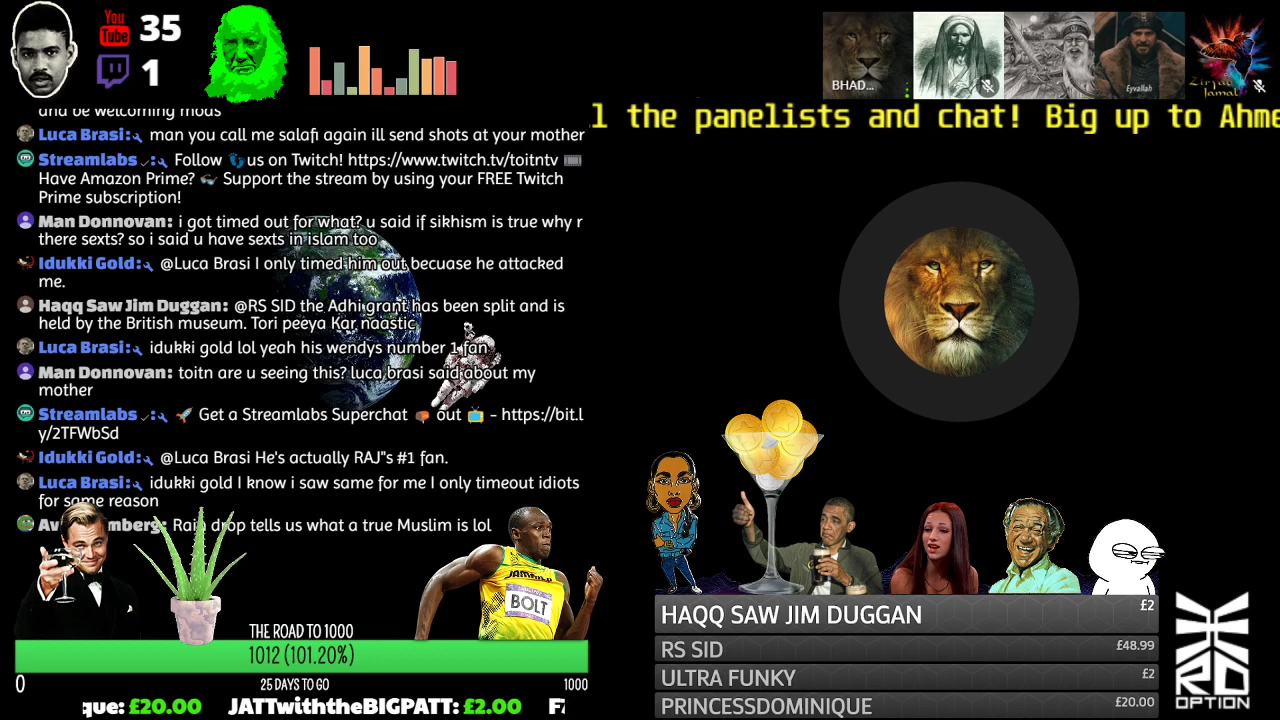 You
Tube 35
1
BHAD...
Eyvallah
Ziryab
Jamal
l the panelists and chat! Big up to Ahme
and be welcoming mods
Luca Brasi: man you call me salafi again ill send shots at your mother
Streamlabs: Follow us on Twitch! https://www.twitch.tv/toitntv
Have Amazon Prime? Support the stream by using your FREE Twitch
Prime subscription!
Man Donnovan: i got timed out for what? u said if sikhism is true why r
there sexts? so i said u have sexts in islam too
Idukki Gold: @Luca Brasi I only timed him out becuase he attacked
me.
Haqq Saw Jim Duggan: @RS SID the Adhi grant has been split and is
held by the British museum. Tori peeya Kar naastic
Luca Brasi: idukki gold lol yeah his wendys number 1 fan
Man Donnovan: toitn are u seeing this? luca brasi said about my
mother
Streamlabs: Get a Streamlabs Superchat out - https://bit.l
y/2TFWbSd
Idukki Gold: @Luca Brasi He's actually RAJ"s #1 fan.
Luca Brasi: idukki gold I know i saw same for me I only timeout idiots
for same reason
Rain drop tells us what a true Muslim is lol
JAMAICA
BOLT
THE ROAD TO 1000
1012 (101.20%)
0 25 DAYS TO GO 1000
que: £20.00 JATTwiththeBIGPATT: £2.00
HAQQ SAW JIM DUGGAN £2
RS SID £48.99
ULTRA FUNKY £2
PRINCESSDOMINIQUE £20.00
OPTION